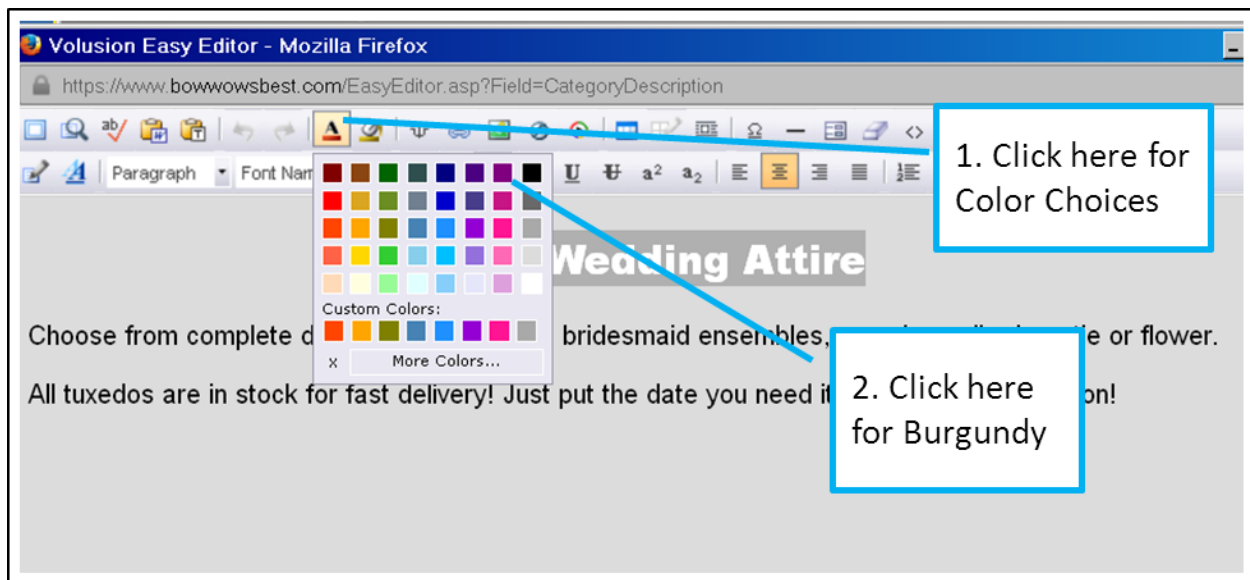 Volusion Easy Editor - Mozilla Firefox
https://www.bowwowsbest.com/EasyEditor.asp?Field=CategoryDescription
Paragraph Font Nam
1. Click here for
Color Choices
Wedding Attire
Custom Colors:
x More Colors...
Choose from complete d bridesmaid ensembles, tie or flower.
All tuxedos are in stock for fast delivery! Just put the date you need it on!
2. Click here
for Burgundy